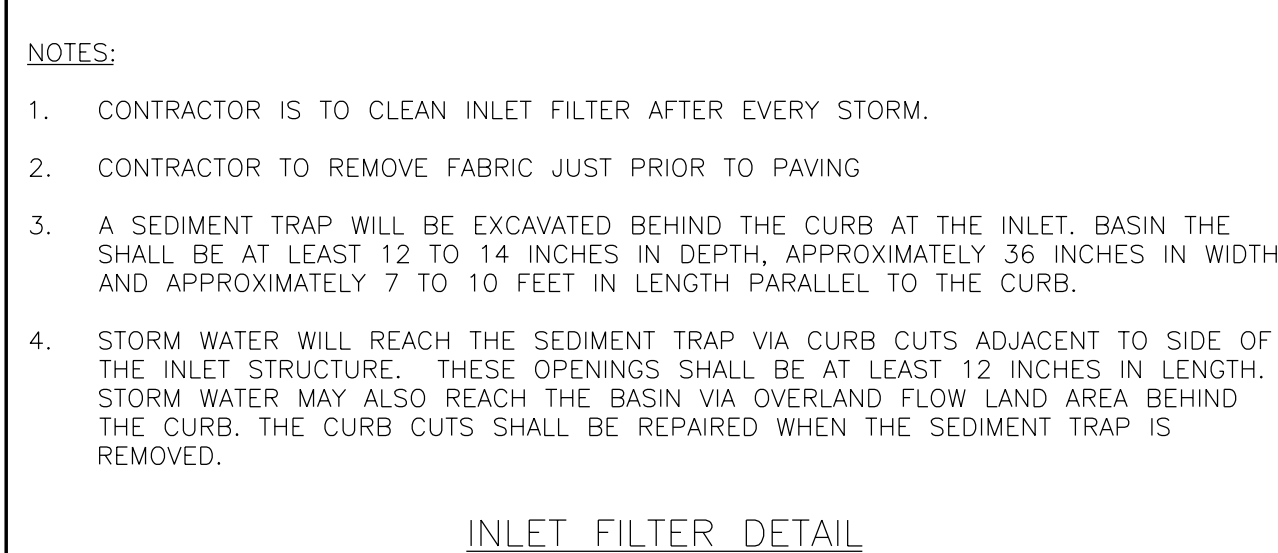 NOTES:
1. CONTRACTOR IS TO CLEAN INLET FILTER AFTER EVERY STORM.
2. CONTRACTOR TO REMOVE FABRIC JUST PRIOR TO PAVING
3. A SEDIMENT TRAP WILL BE EXCAVATED BEHIND THE CURB AT THE INLET. BASIN THE
SHALL BE AT LEAST 12 TO 14 INCHES IN DEPTH, APPROXIMATELY 36 INCHES IN WIDTH
AND APPROXIMATELY 7 TO 10 FEET IN LENGTH PARALLEL TO THE CURB.
4. STORM WATER WILL REACH THE SEDIMENT TRAP VIA CURB CUTS ADJACENT TO SIDE OF
THE INLET STRUCTURE. THESE OPENINGS SHALL BE AT LEAST 12 INCHES IN LENGTH.
STORM WATER MAY ALSO REACH THE BASIN VIA OVERLAND FLOW LAND AREA BEHIND
THE CURB. THE CURB CUTS SHALL BE REPAIRED WHEN THE SEDIMENT TRAP IS
REMOVED.
INLET FILTER DETAIL